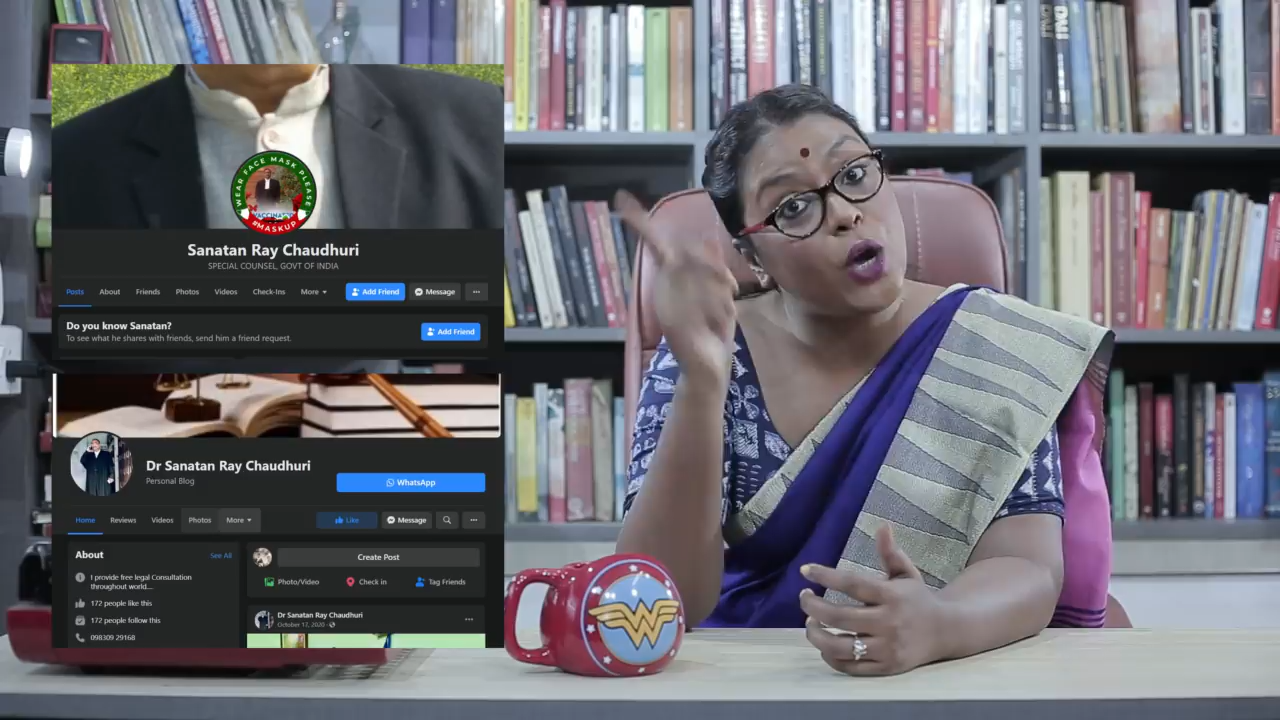 WEAR FACE MASK PLEASE
#MASKUP
Sanatan Ray Chaudhuri
SPECIAL COUNSEL, GOVT OF INDIA
Posts About Friends Photos Videos Check-Ins More Add Friend Message
Do you know Sanatan?
To see what he shares with friends, send him a friend request.
Add Friend
Dr Sanatan Ray Chaudhuri
Personal Blog
WhatsApp
Home Reviews Videos Photos More Like Message
About
See All
I provide free legal Consultation
throughout world....
172 people like this
172 people follow this
098309 29168
Create Post
Photo/Video Check in Tag Friends
Dr Sanatan Ray Chaudhuri
October 17, 2020